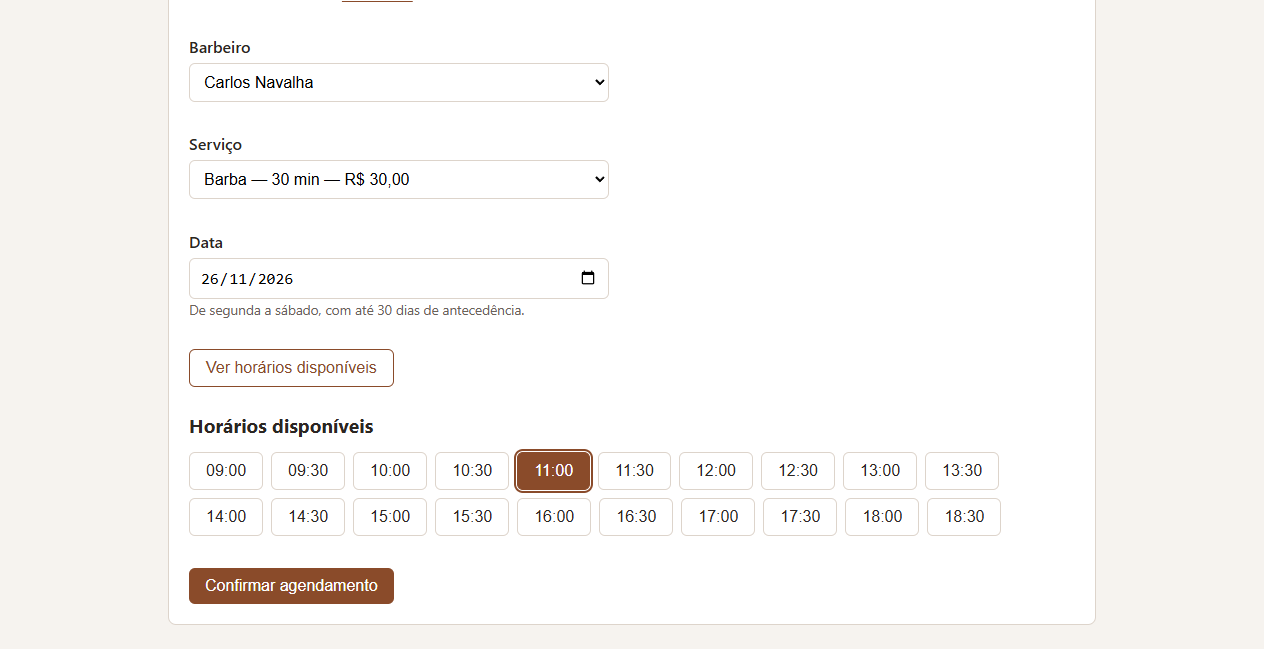 Barbeiro
Carlos Navalha
Serviço
Barba — 30 min — R$ 30,00
Data
26/11/2026
De segunda a sábado, com até 30 dias de antecedência.
Ver horários disponíveis
Horários disponíveis
09:00 09:30 10:00 10:30 11:00 11:30 12:00 12:30 13:00 13:30
14:00 14:30 15:00 15:30 16:00 16:30 17:00 17:30 18:00 18:30
Confirmar agendamento